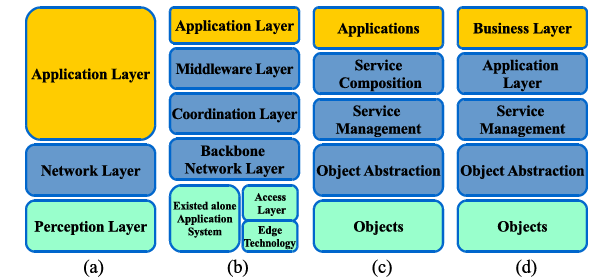 Application Layer
Network Layer
Perception Layer
(a)
Application Layer
Middleware Layer
Coordination Layer
Backbone
Network Layer
Existed alone
Application
System
Access
Layer
Edge
Technology
(b)
Applications
Service
Composition
Service
Management
Object Abstraction
Objects
(c)
Business Layer
Application
Layer
Service
Management
Object Abstraction
Objects
(d)